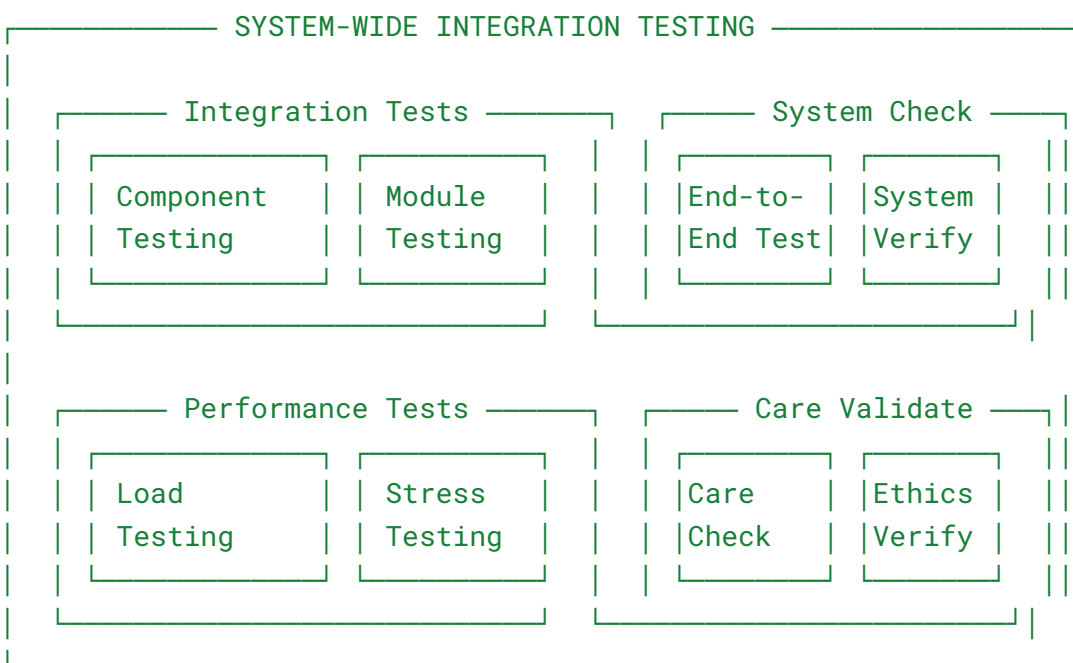 SYSTEM-WIDE INTEGRATION TESTING
Integration Tests
System Check
Component
Testing
Module
Testing
End-to-
End Test
System
Verify
Performance Tests
Care Validate
Load
Testing
Stress
Testing
Care
Check
Ethics
Verify